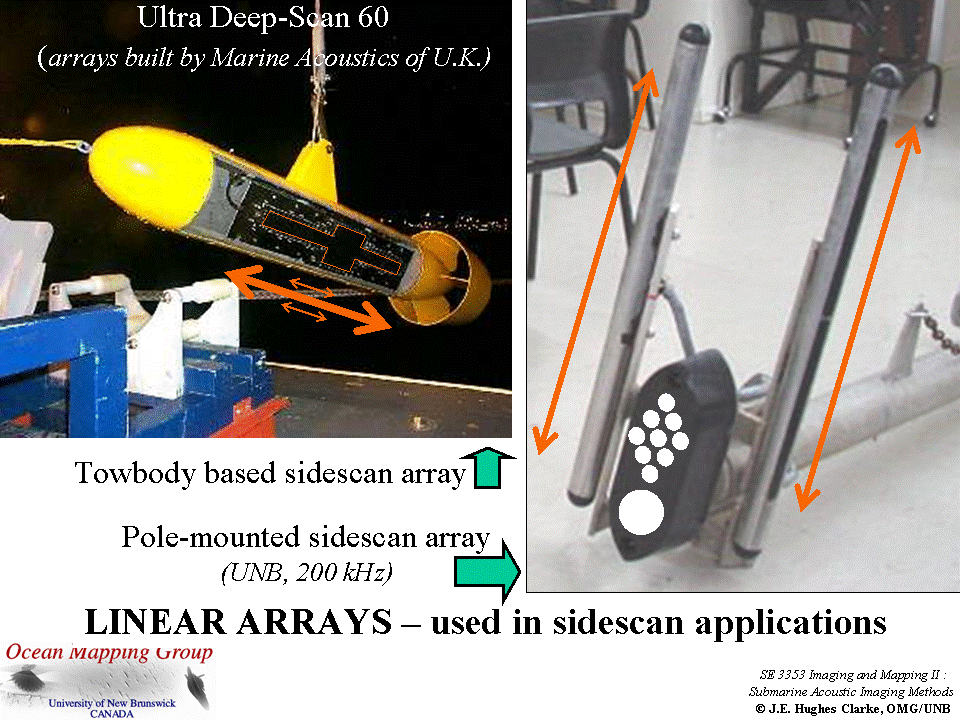 Ultra Deep-Scan 60
(arrays built by Marine Acoustics of U.K.)
Towbody based sidescan array
Pole-mounted sidescan array
(UNB, 200 kHz)
LINEAR ARRAYS – used in sidescan applications
Ocean Mapping Group
University of New Brunswick
CANADA
SE 3353 Imaging and Mapping II :
Submarine Acoustic Imaging Methods
© J.E. Hughes Clarke, OMG/UNB